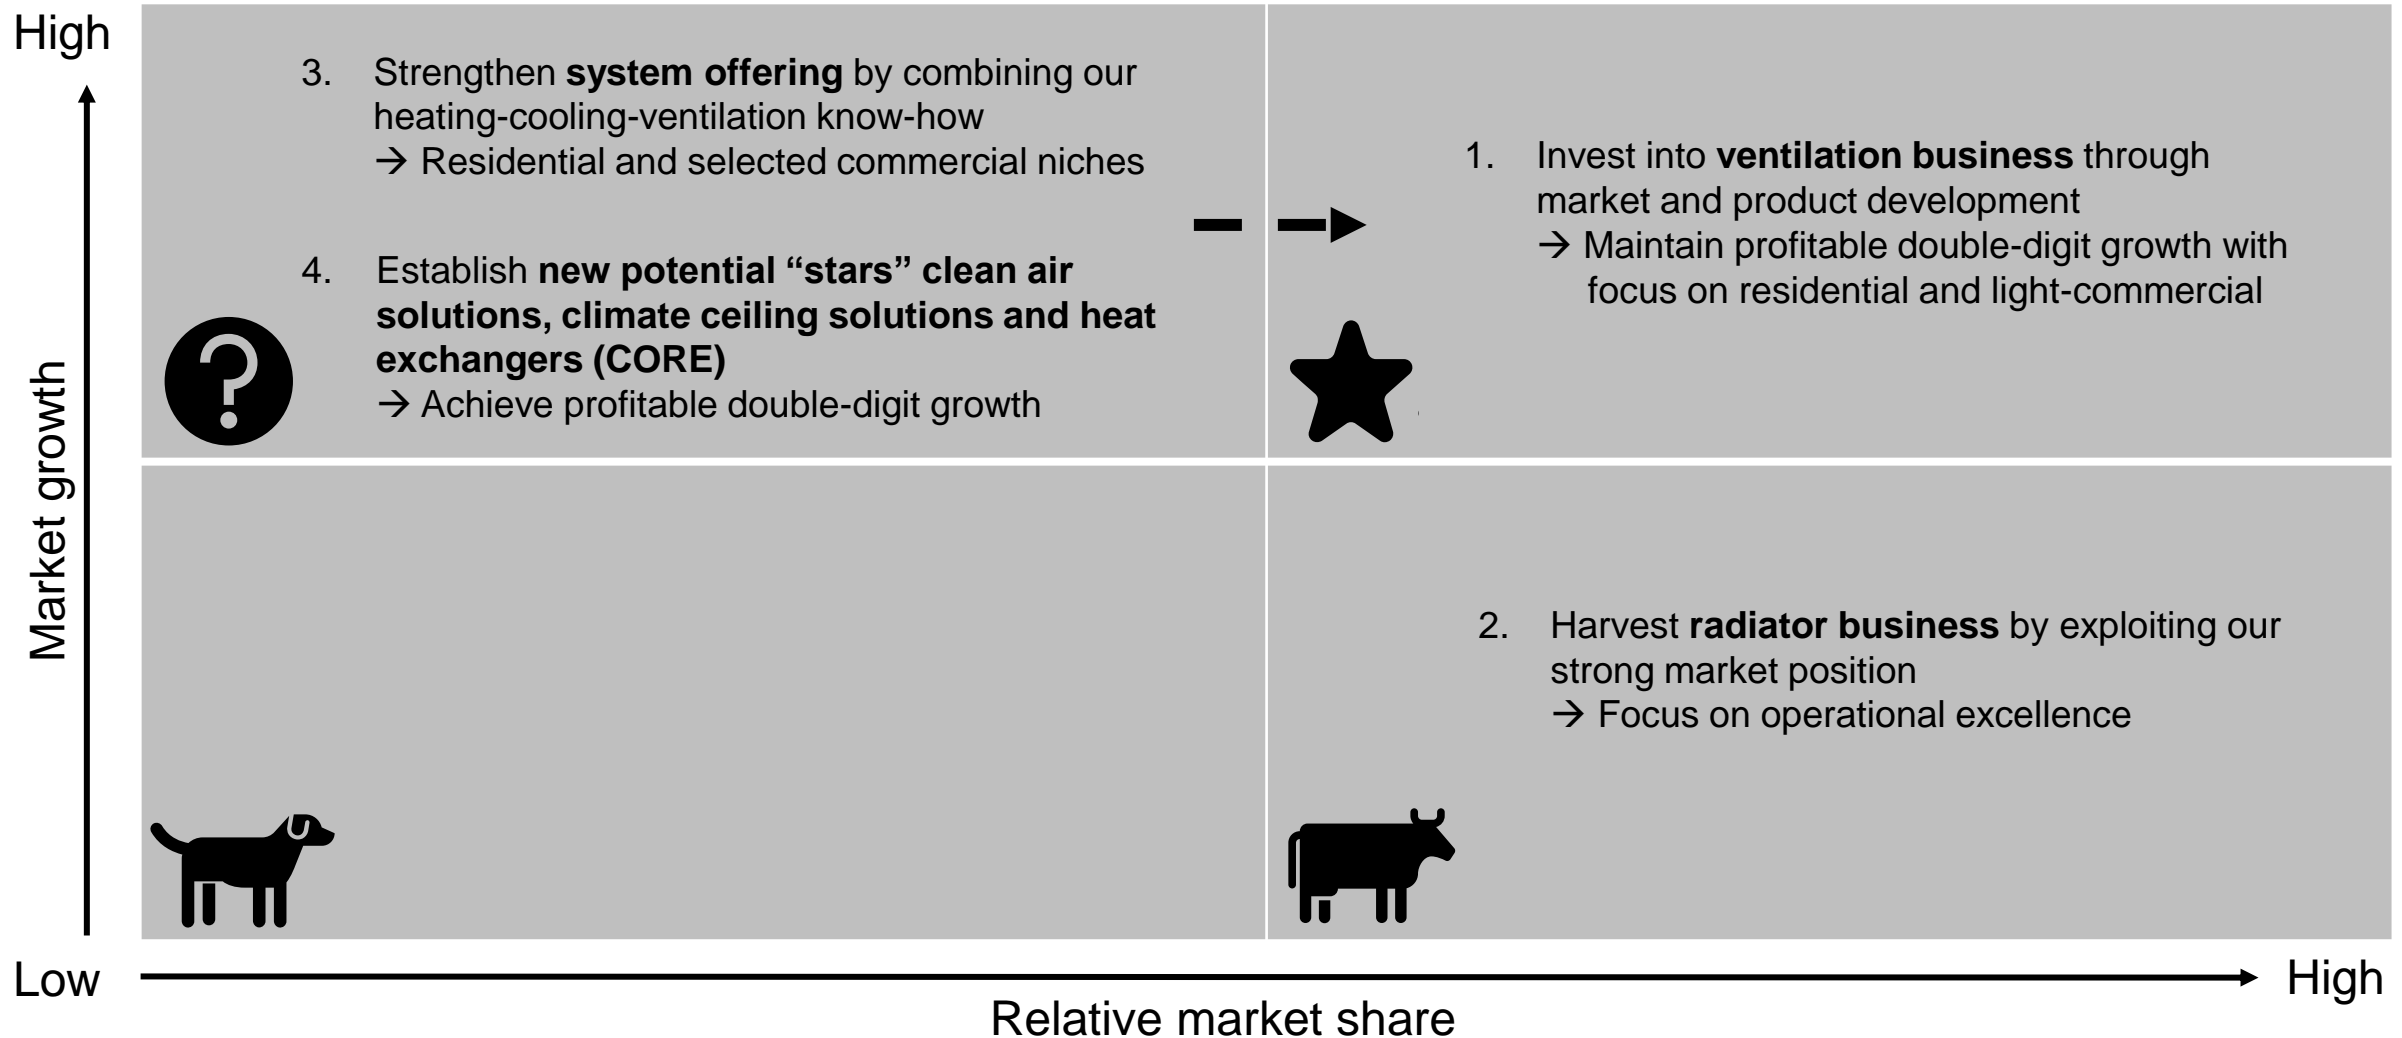 High
3. Strengthen system offering by combining our
heating-cooling-ventilation know-how
→ Residential and selected commercial niches
4. Establish new potential “stars” clean air
solutions, climate ceiling solutions and heat
exchangers (CORE)
→ Achieve profitable double-digit growth
1. Invest into ventilation business through
market and product development
→ Maintain profitable double-digit growth with
focus on residential and light-commercial
Market growth
2. Harvest radiator business by exploiting our
strong market position
→ Focus on operational excellence
Low
High
Relative market share